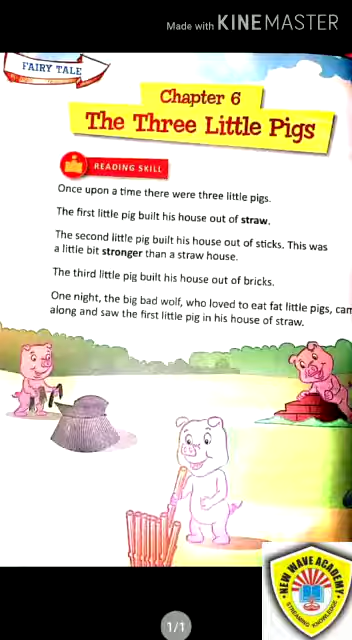 Made with KINEMASTER
FAIRY TALE
Chapter 6
The Three Little Pigs
READING SKILL
Once upon a time there were three little pigs.
The first little pig built his house out of straw.
The second little pig built his house out of sticks. This was
a little bit stronger than a straw house.
The third little pig built his house out of bricks.
One night, the big bad wolf, who loved to eat fat little pigs, cam
along and saw the first little pig in his house of straw.
NEW WAVE ACADEMY
STREAMING KNOWLEDGE
1/1